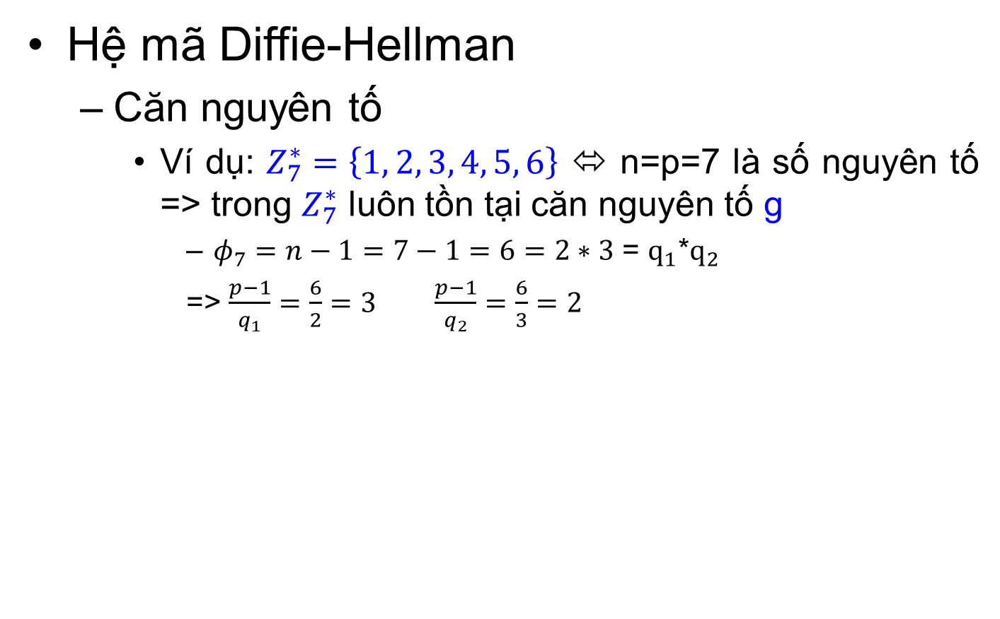 • Hệ mã Diffie-Hellman
– Căn nguyên tố
• Ví dụ: $Z_7^* = \{1, 2, 3, 4, 5, 6\}$ ⬄ n=p=7 là số nguyên tố
=> trong $Z_7^*$ luôn tồn tại căn nguyên tố g
– $\phi_7 = n - 1 = 7 - 1 = 6 = 2 * 3$ = q₁*q₂
=> $\frac{p-1}{q_1} = \frac{6}{2} = 3$ $\frac{p-1}{q_2} = \frac{6}{3} = 2$